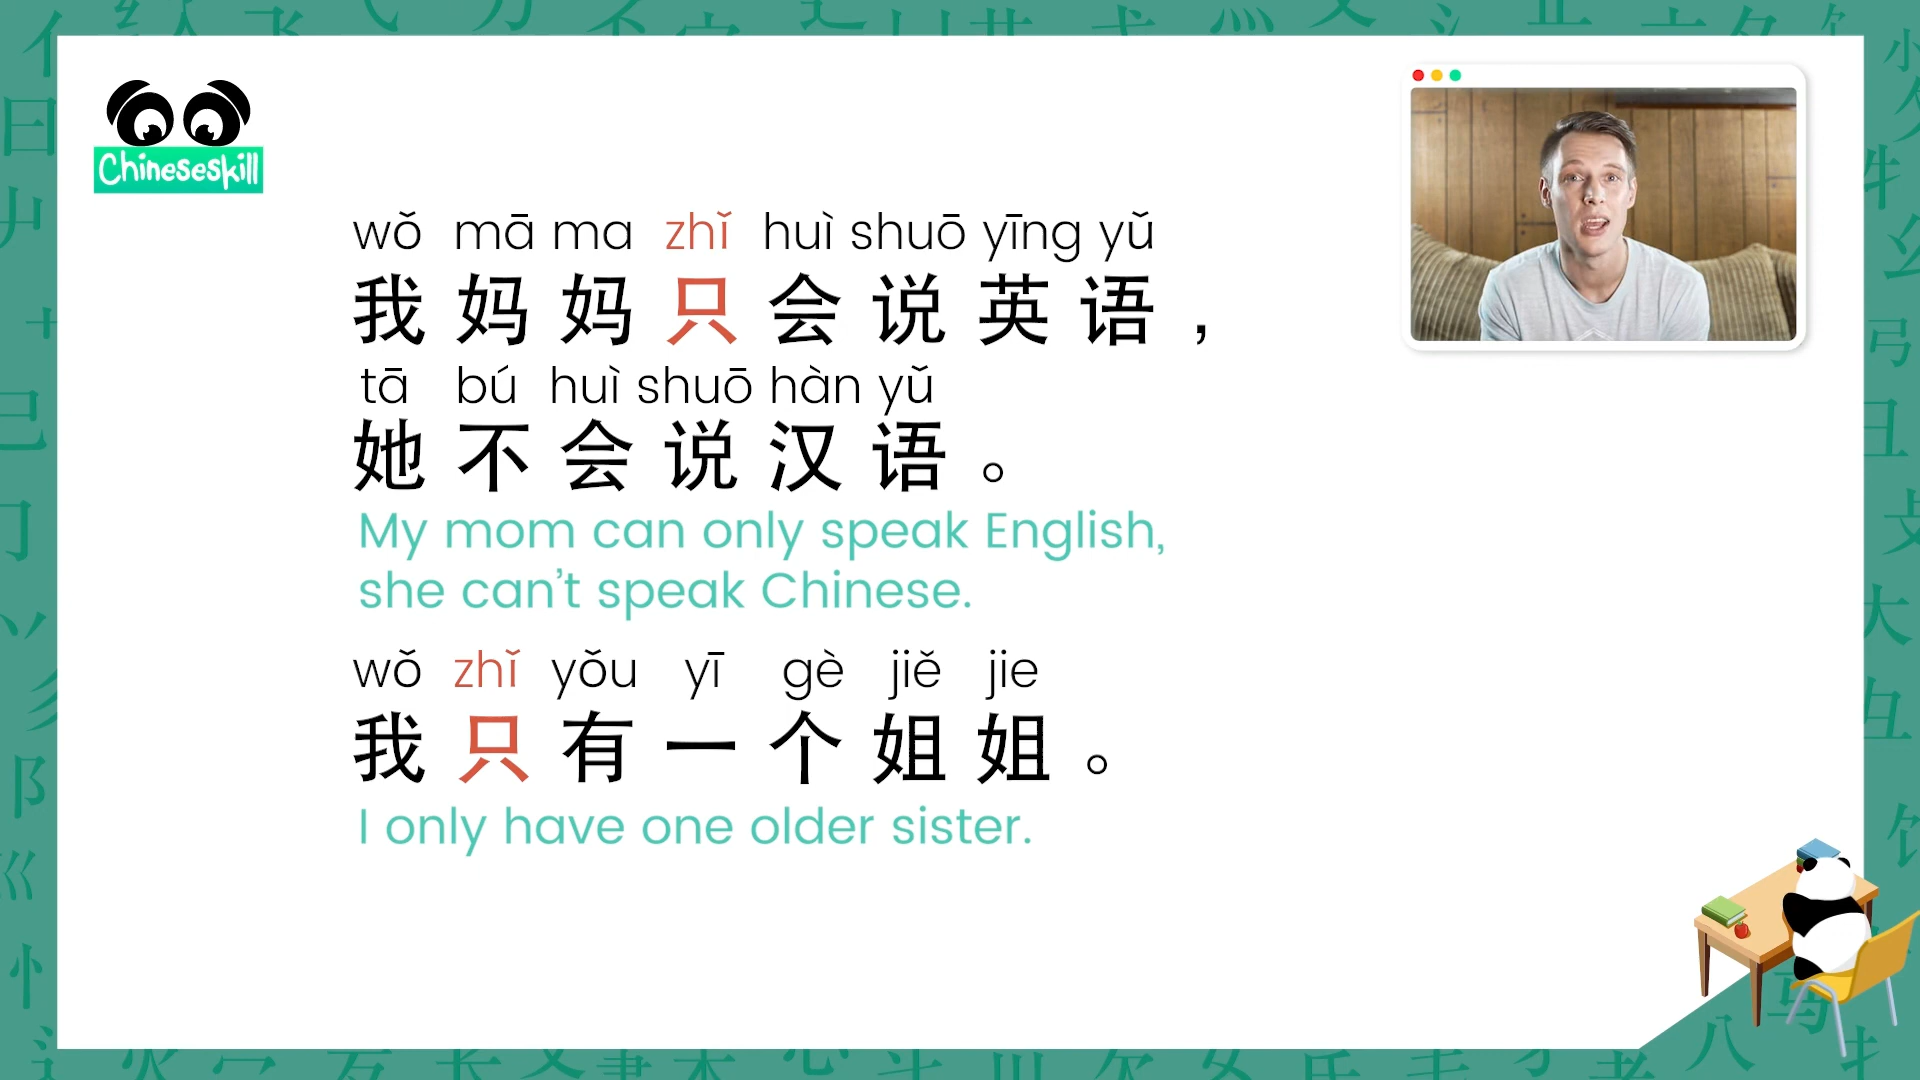 Chineseskill
wǒ mā ma zhǐ huì shuō yīng yǔ
我妈妈只会说英语，
tā bú huì shuō hàn yǔ
她不会说汉语。
My mom can only speak English,
she can't speak Chinese.
wǒ zhǐ yǒu yī gè jiě jie
我只有一个姐姐。
I only have one older sister.